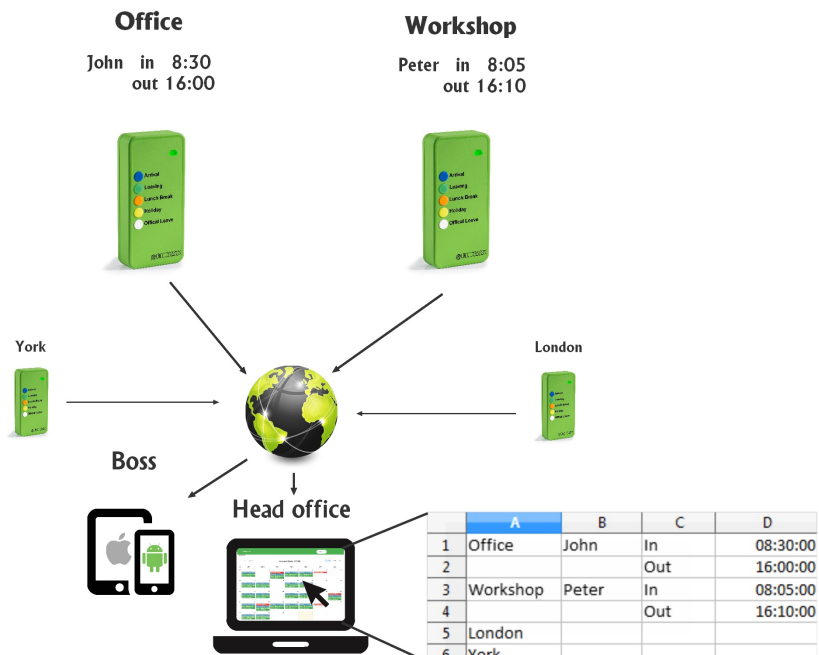 Office
John in 8:30
out 16:00
Workshop
Peter in 8:05
out 16:10
Arrival
Leaving
Lunch Break
Holiday
Offical Leave
Arrival
Leaving
Lunch Break
Holiday
Offical Leave
York
London
Boss
Head office
A B C D
1 Office John In 08:30:00
2 Out 16:00:00
3 Workshop Peter In 08:05:00
4 Out 16:10:00
5 London
6 York